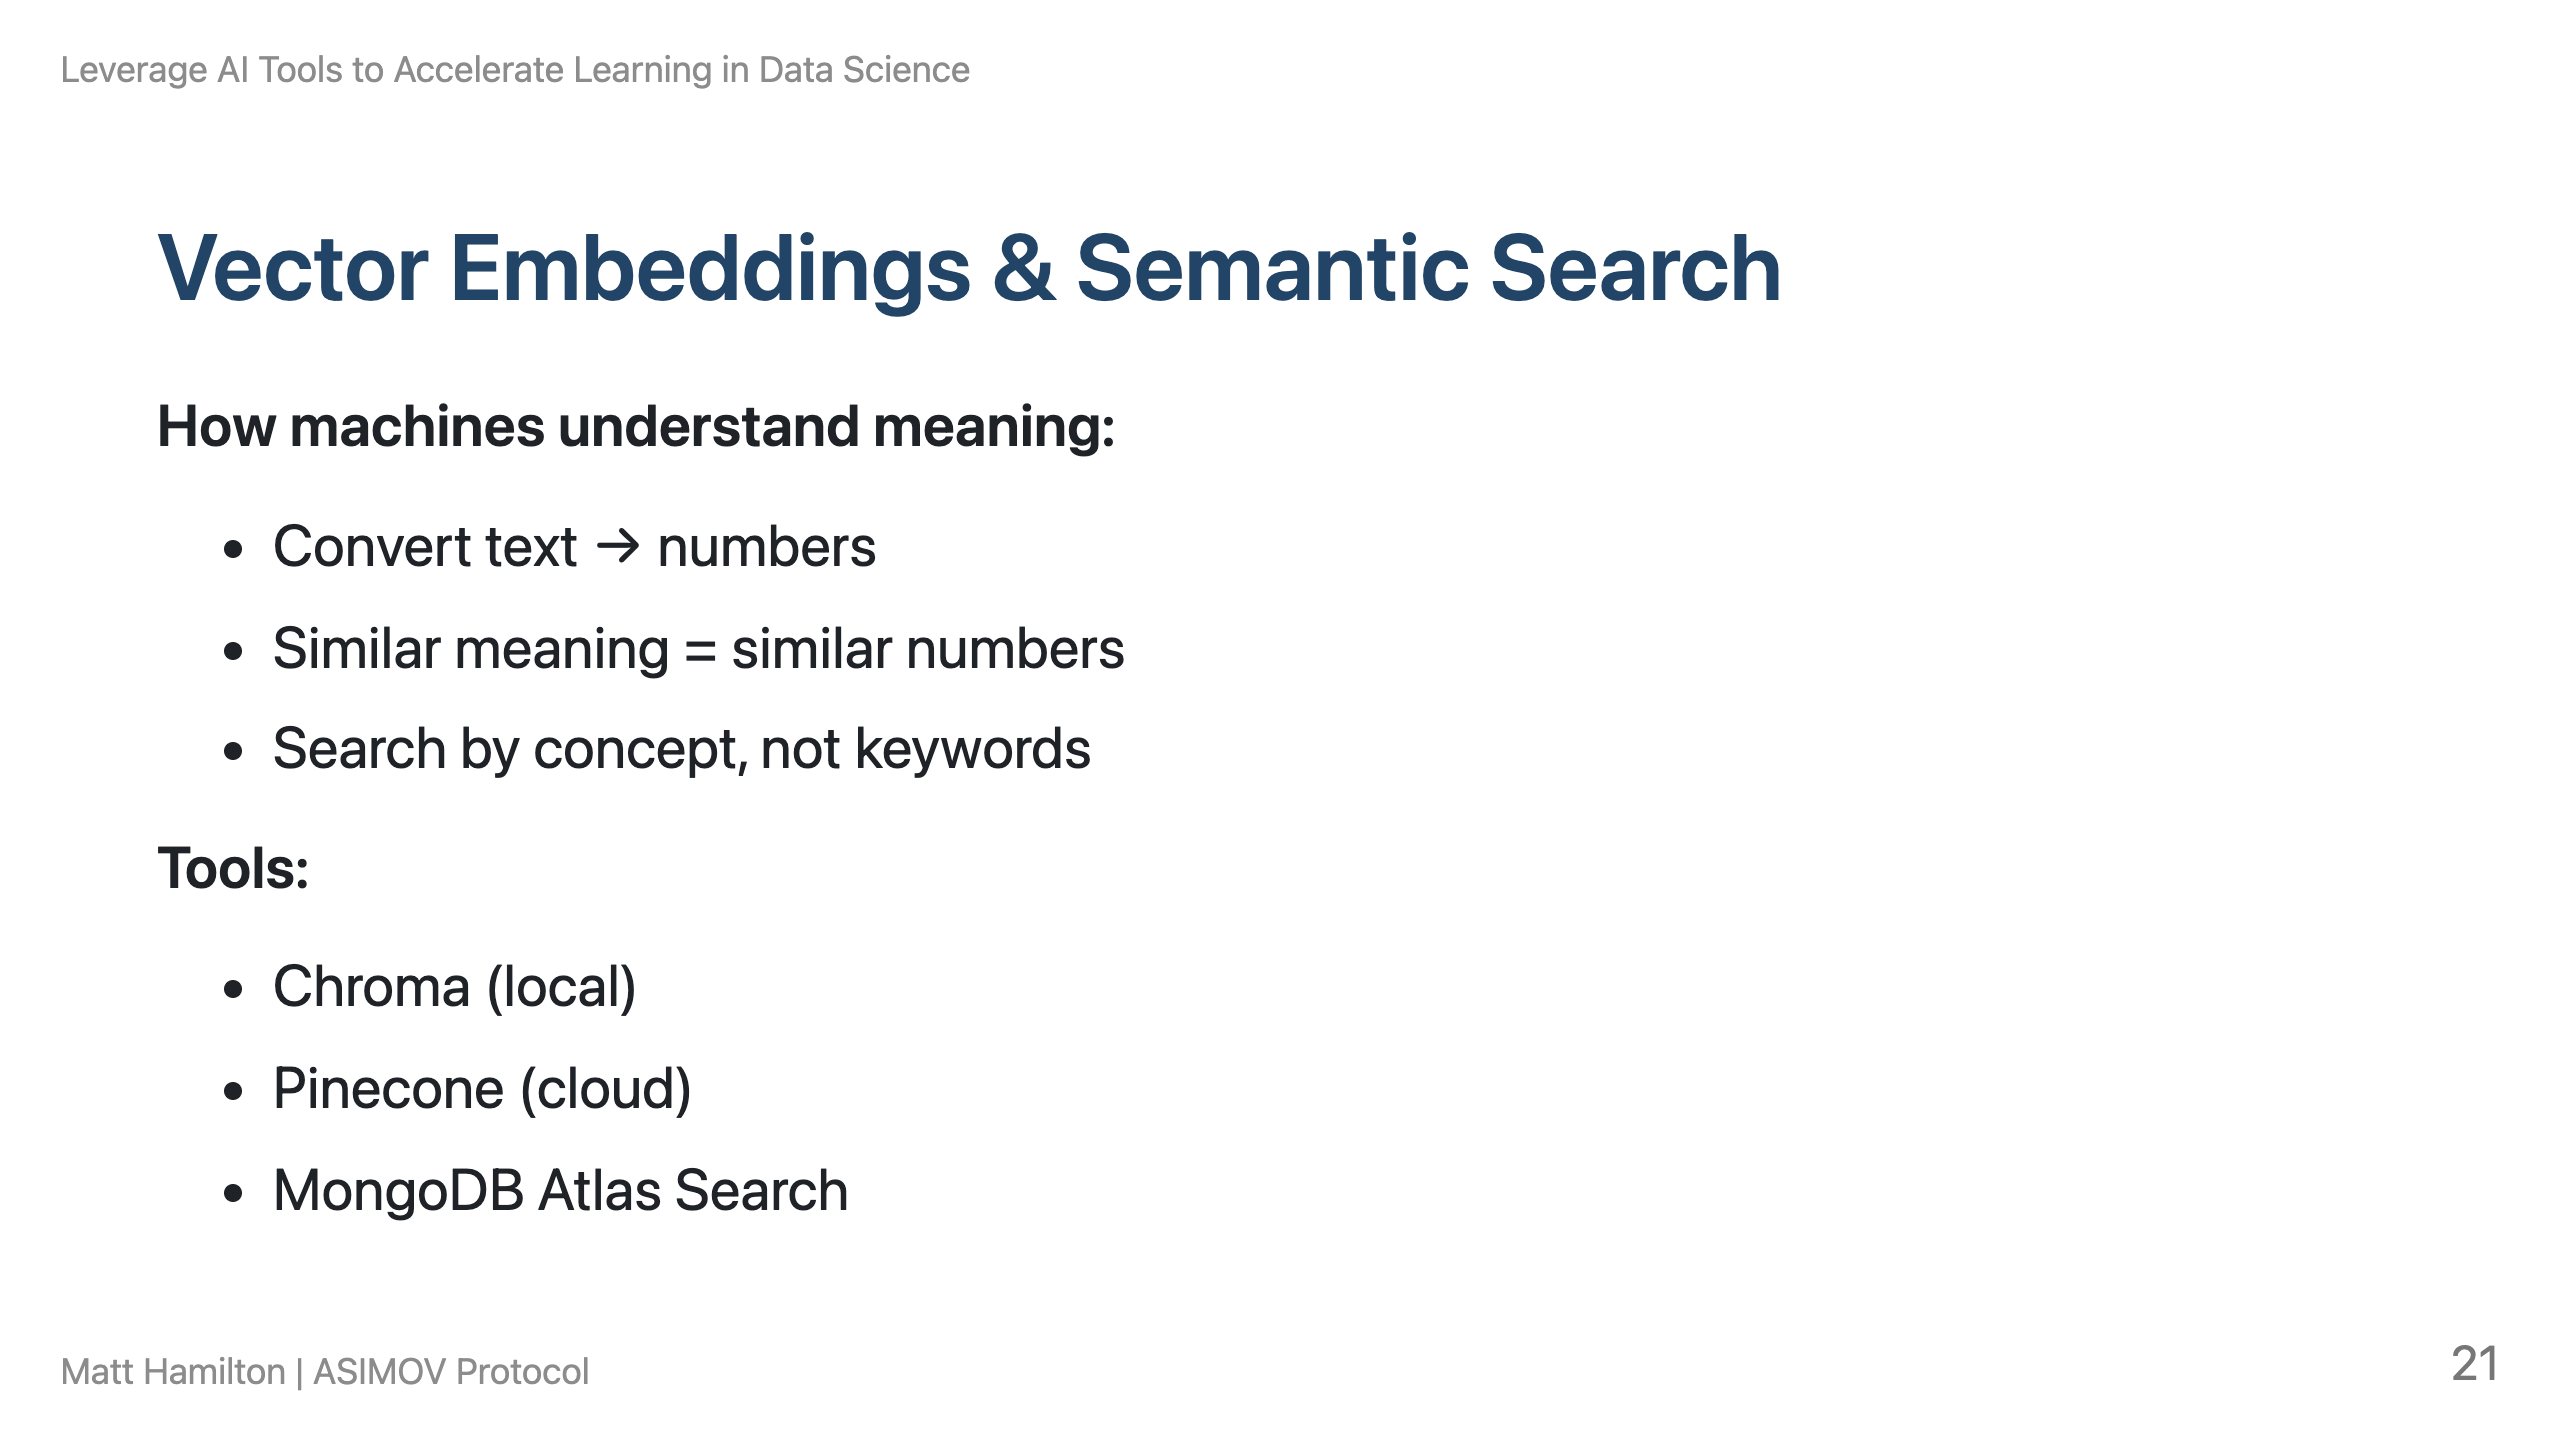 Leverage AI Tools to Accelerate Learning in Data Science
Vector Embeddings & Semantic Search
How machines understand meaning:
• Convert text → numbers
• Similar meaning = similar numbers
• Search by concept, not keywords
Tools:
• Chroma (local)
• Pinecone (cloud)
• MongoDB Atlas Search
Matt Hamilton | ASIMOV Protocol
21